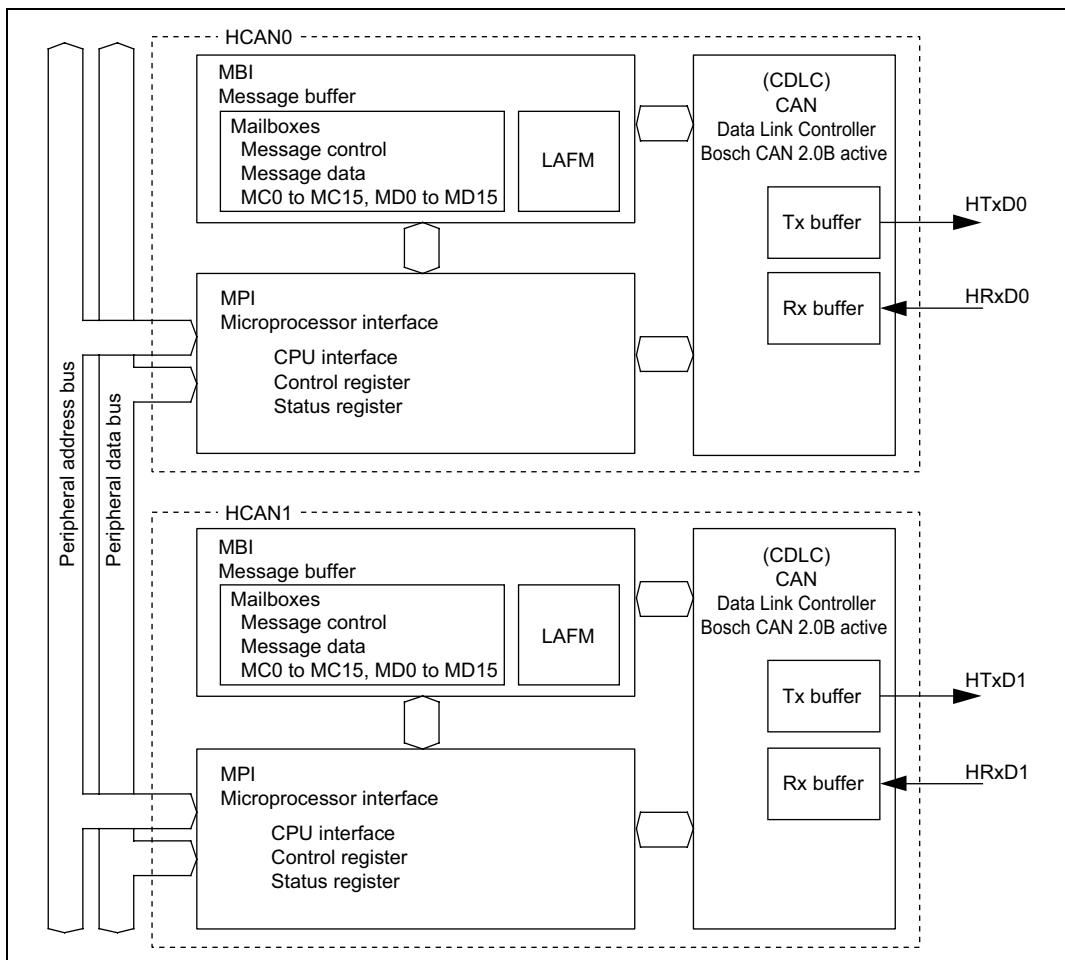 Peripheral address bus
Peripheral data bus
HCAN0
MBI
Message buffer
Mailboxes
Message control
Message data
MC0 to MC15, MD0 to MD15
LAFM
MPI
Microprocessor interface
CPU interface
Control register
Status register
(CDLC)
CAN
Data Link Controller
Bosch CAN 2.0B active
Tx buffer
Rx buffer
HTxD0
HRxD0
HCAN1
MBI
Message buffer
Mailboxes
Message control
Message data
MC0 to MC15, MD0 to MD15
LAFM
MPI
Microprocessor interface
CPU interface
Control register
Status register
(CDLC)
CAN
Data Link Controller
Bosch CAN 2.0B active
Tx buffer
Rx buffer
HTxD1
HRxD1